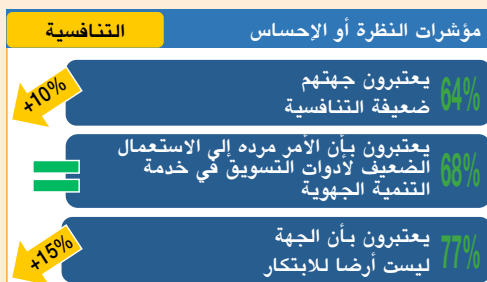 مؤشرات النظرة أو الإحساس
التنافسية
64%
يعتبرون جهتهم
ضعيفة التنافسية
+10%
68%
يعتبرون بأن الأمر مرده إلى الاستعمال
الضعيف لأدوات التسويق في خدمة
التنمية الجهوية
=
77%
يعتبرون بأن الجهة
ليست أرضا للابتكار
+15%